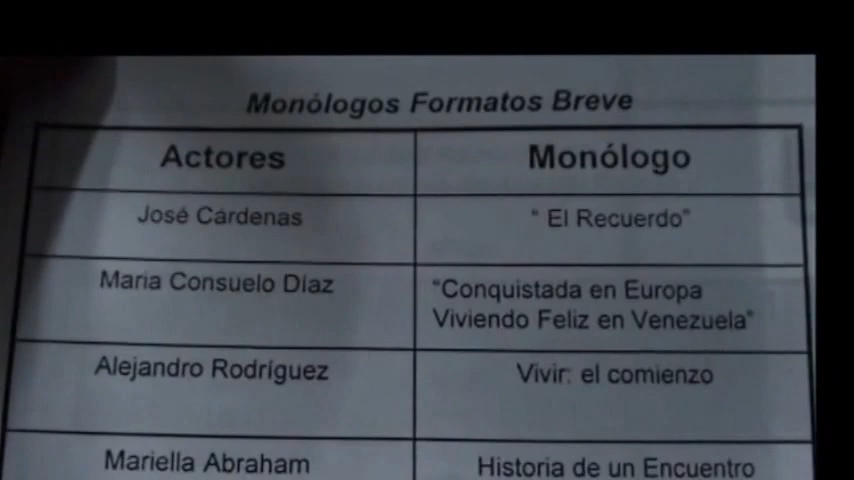 Monólogos Formatos Breve
Actores Monólogo
José Cárdenas " El Recuerdo"
Maria Consuelo Díaz "Conquistada en Europa
Viviendo Feliz en Venezuela"
Alejandro Rodríguez Vivir: el comienzo
Mariella Abraham Historia de un Encuentro